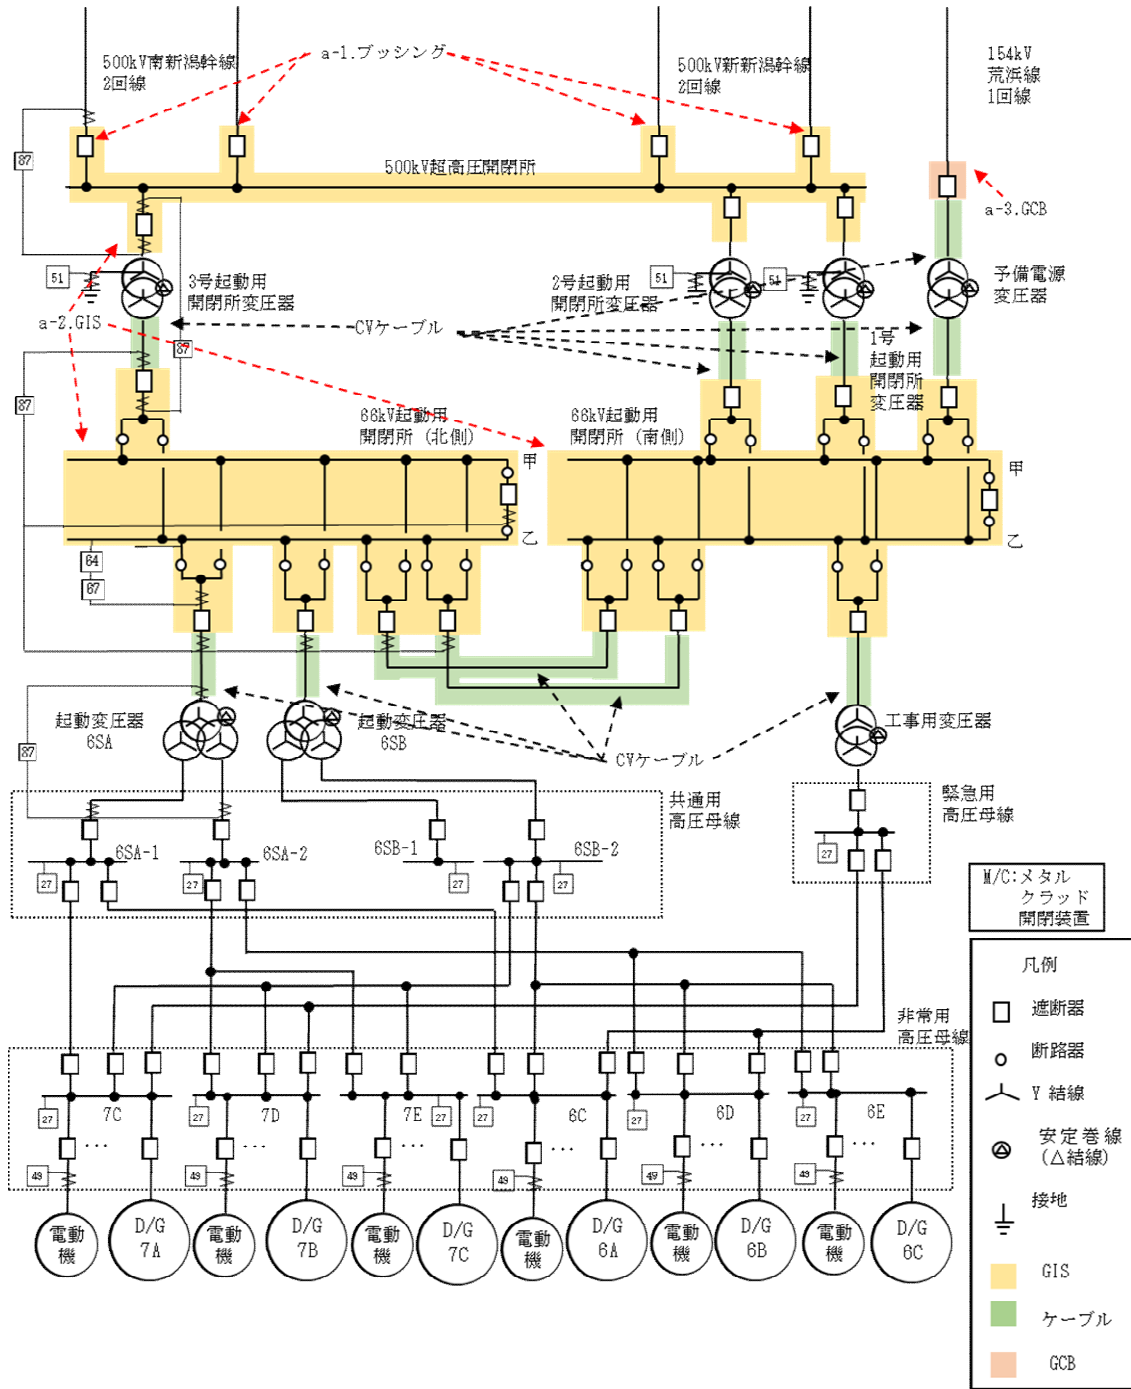 500kV南新潟幹線
2回線
a-1.ブッシング
500kV新新潟幹線
2回線
154kV
荒浜線
1回線
87
500kV超高圧開閉所
a-3.GCB
51
3号起動用
開閉所変圧器
2号起動用
開閉所変圧器
51
51
予備電源
変圧器
a-2.GIS
CVケーブル
87
1号
起動用
開閉所
変圧器
87
66kV起動用
開閉所（北側）
66kV起動用
開閉所（南側）
甲
甲
乙
乙
64
67
起動変圧器
6SA
起動変圧器
6SB
工事用変圧器
87
CVケーブル
共通用
高圧母線
緊急用
高圧母線
6SA-1
6SA-2
6SB-1
6SB-2
27
27
27
27
27
M/C:メタル
クラッド
開閉装置
凡例
遮断器
断路器
Y 結線
安定巻線
(△結線)
接地
GIS
ケーブル
GCB
非常用
高圧母線
27
7C
27
7D
7E
27
27
6C
27
6D
27
6E
...
...
...
...
...
...
49
49
49
49
49
49
電動
機
D/G
7A
電動
機
D/G
7B
電動
機
D/G
7C
電動
機
D/G
6A
電動
機
D/G
6B
電動
機
D/G
6C